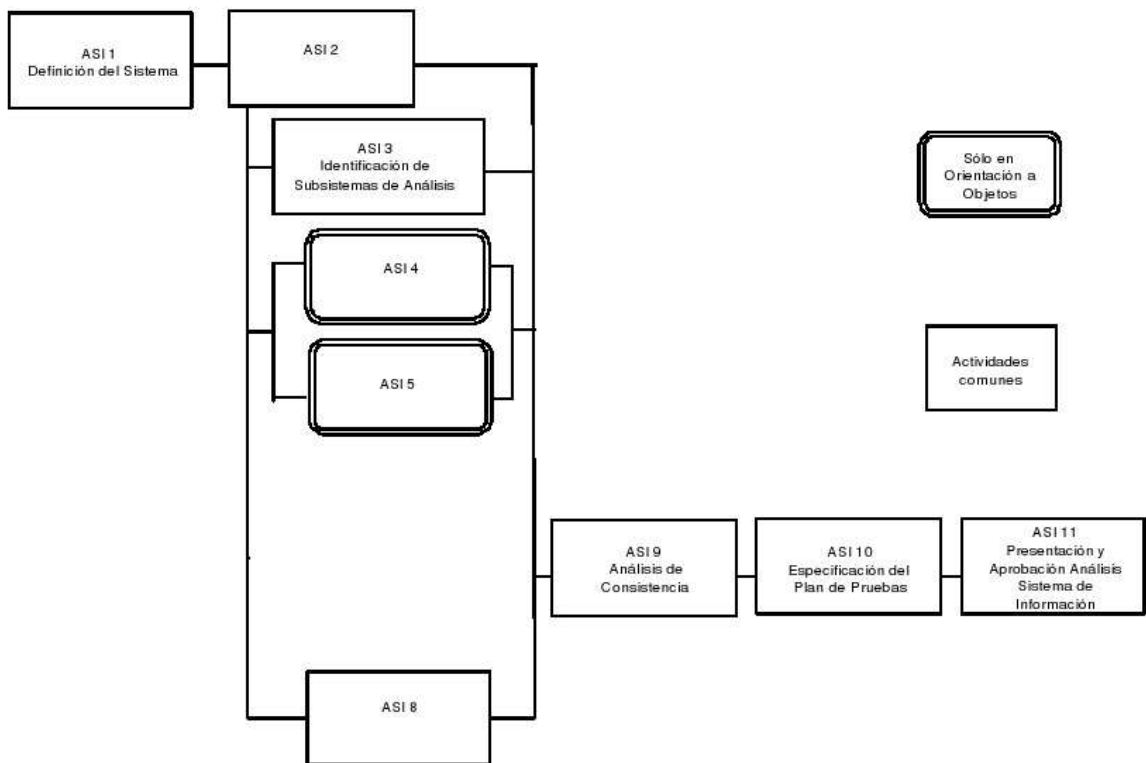 ASI 1
Definición del Sistema
ASI 2
ASI 3
Identificación de
Subsistemas de Análisis
Sólo en
Orientación a
Objetos
ASI 4
ASI 5
Actividades
comunes
ASI 9
Análisis de
Consistencia
ASI 10
Especificación del
Plan de Pruebas
ASI 11
Presentación y
Aprobación Análisis
Sistema de
Información
ASI 8